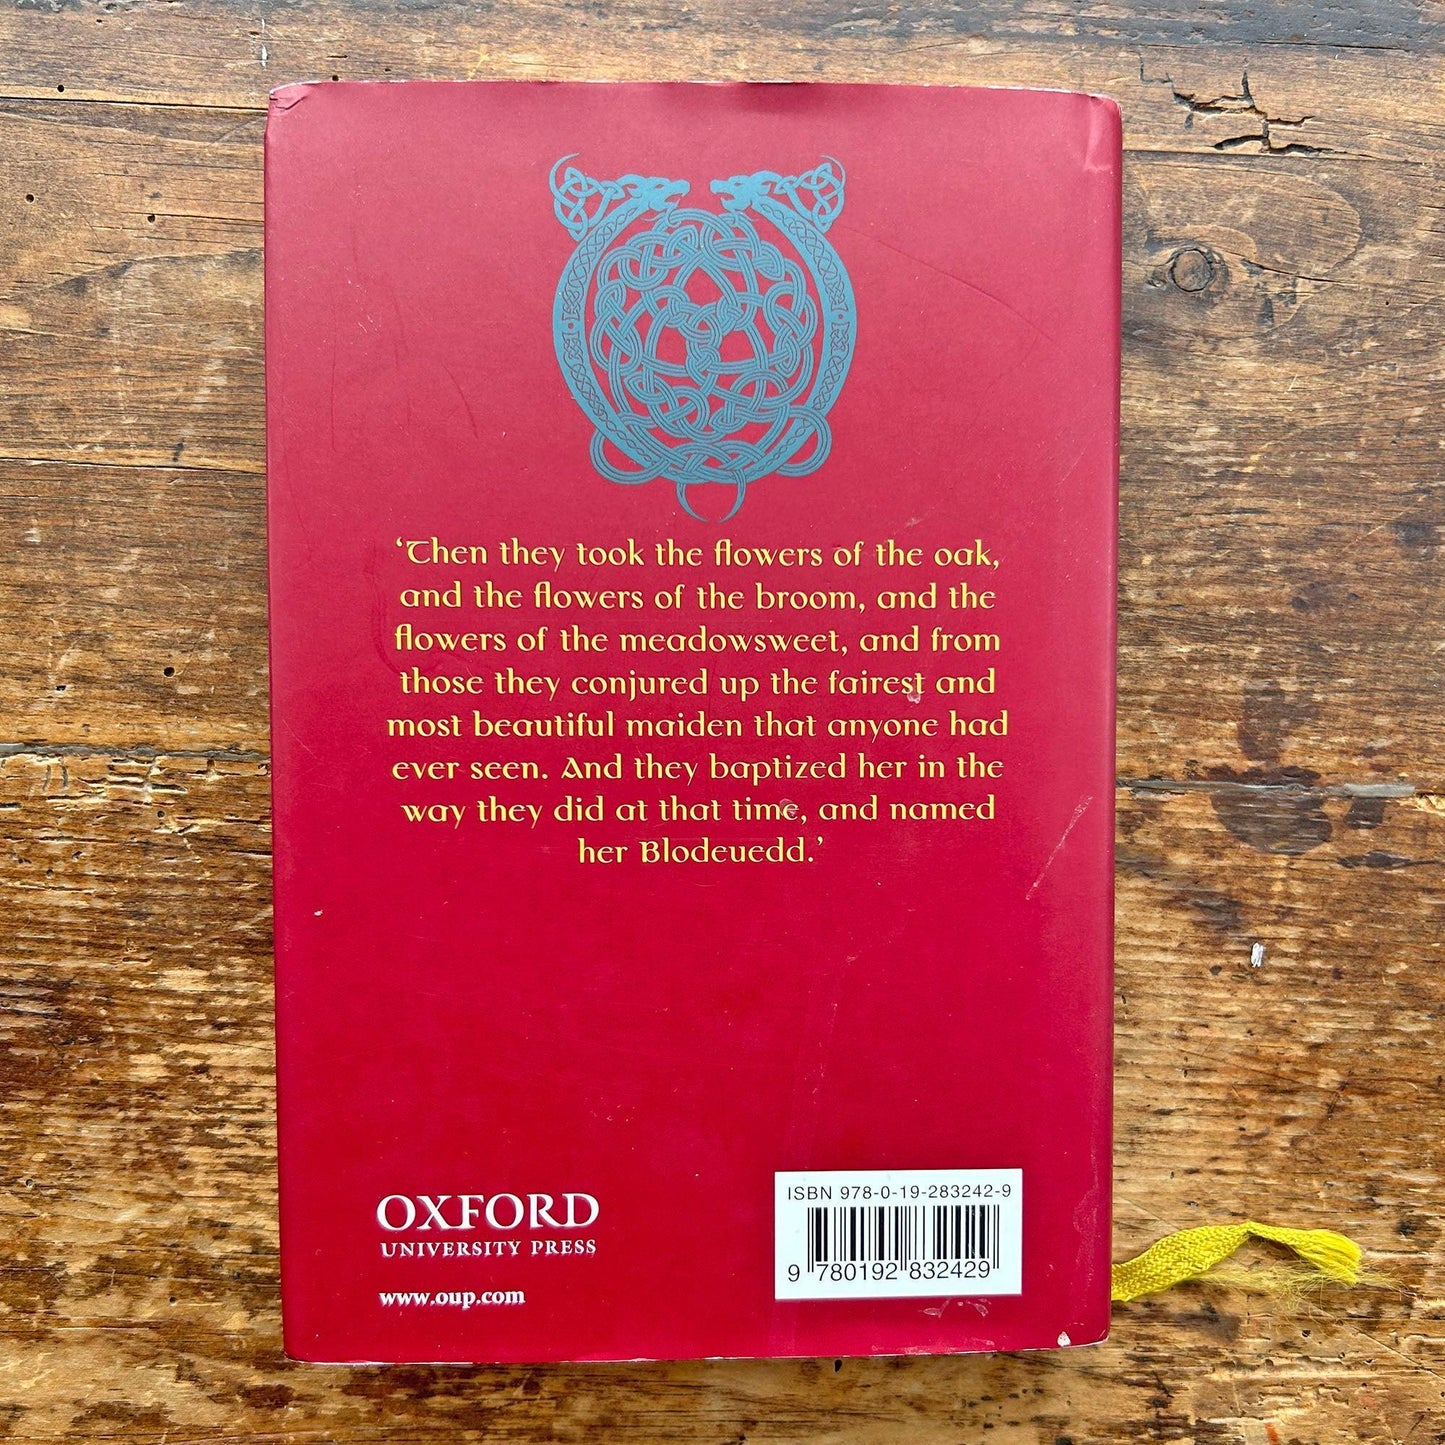 ‘Then they took the flowers of the oak,
and the flowers of the broom, and the
flowers of the meadowsweet, and from
those they conjured up the fairest and
most beautiful maiden that anyone had
ever seen. And they baptized her in the
way they did at that time, and named
her Blodeuedd.’
OXFORD
UNIVERSITY PRESS
www.oup.com
ISBN 978-0-19-283242-9
9 780192 832429